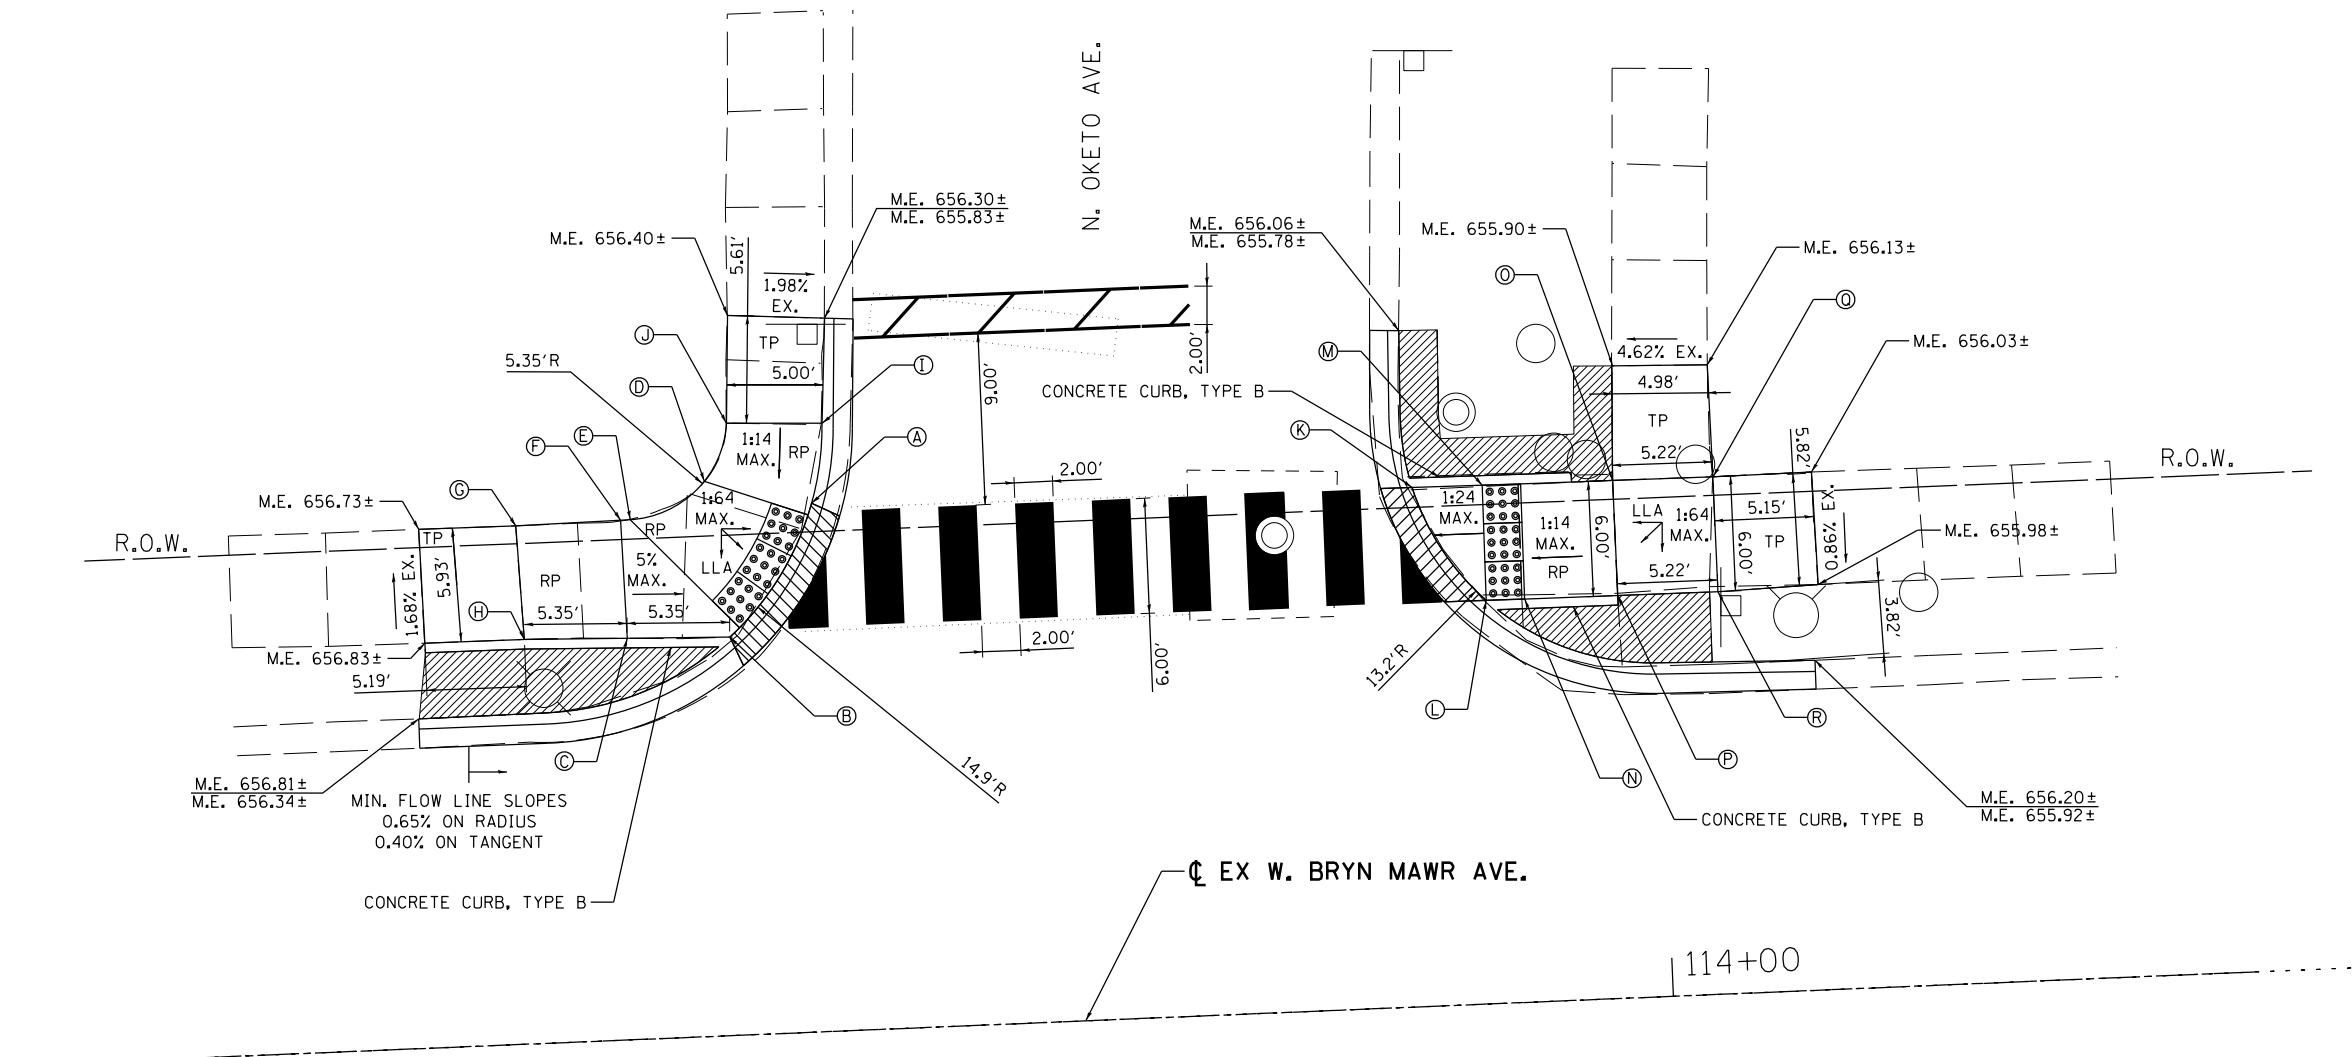 N. OKETO AVE.
M.E. 656.30±
M.E. 655.83±
M.E. 656.40±
5.61'
1.98%
EX.
M.E. 656.06±
M.E. 655.78±
M.E. 655.90±
M.E. 656.13±
O
Q
J
TP
2.00'
4.62% EX.
M.E. 656.03±
5.35'R
M
I
D
5.00'
9.00'
CONCRETE CURB, TYPE B
4.98'
TP
E
F
1:14
MAX.
RP
A
K
5.22'
5.82'
R.O.W.
G
M.E. 656.73±
1:64
MAX.
2.00'
1:24
MAX.
LLA
1:64
MAX.
5.15'
0.86% EX.
R.O.W.
TP
RP
1:14
MAX.
RP
6.00'
6.00'
TP
M.E. 655.98±
1.68% EX.
5.93'
RP
5%
MAX.
LLA
5.22'
H
5.35'
5.35'
2.00'
6.00'
3.82'
M.E. 656.83±
5.19'
13.2'R
B
L
R
C
14.9'R
P
N
M.E. 656.81±
M.E. 656.34±
MIN. FLOW LINE SLOPES
0.65% ON RADIUS
0.40% ON TANGENT
M.E. 656.20±
M.E. 655.92±
CONCRETE CURB, TYPE B
℄ EX W. BRYN MAWR AVE.
CONCRETE CURB, TYPE B
114+00